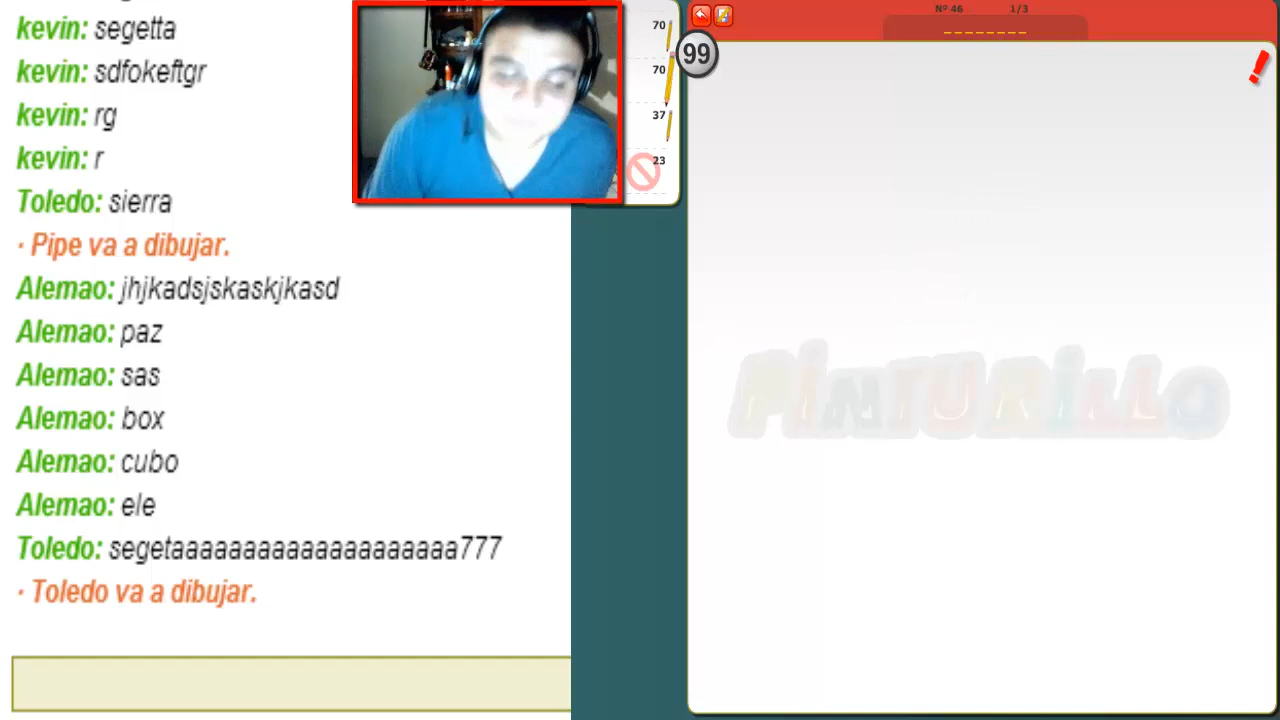 kevin: segetta
kevin: sdfokeftgr
kevin: rg
kevin: r
Toledo: sierra
· Pipe va a dibujar.
Alemao: jhjkadsjskaskjkasd
Alemao: paz
Alemao: sas
Alemao: box
Alemao: cubo
Alemao: ele
Toledo: segetaaaaaaaaaaaaaaaaaaaa777
· Toledo va a dibujar.
70
70
37
23
99
Nº 46 1/3
_ _ _ _ _ _ _ _
PINTURILLO